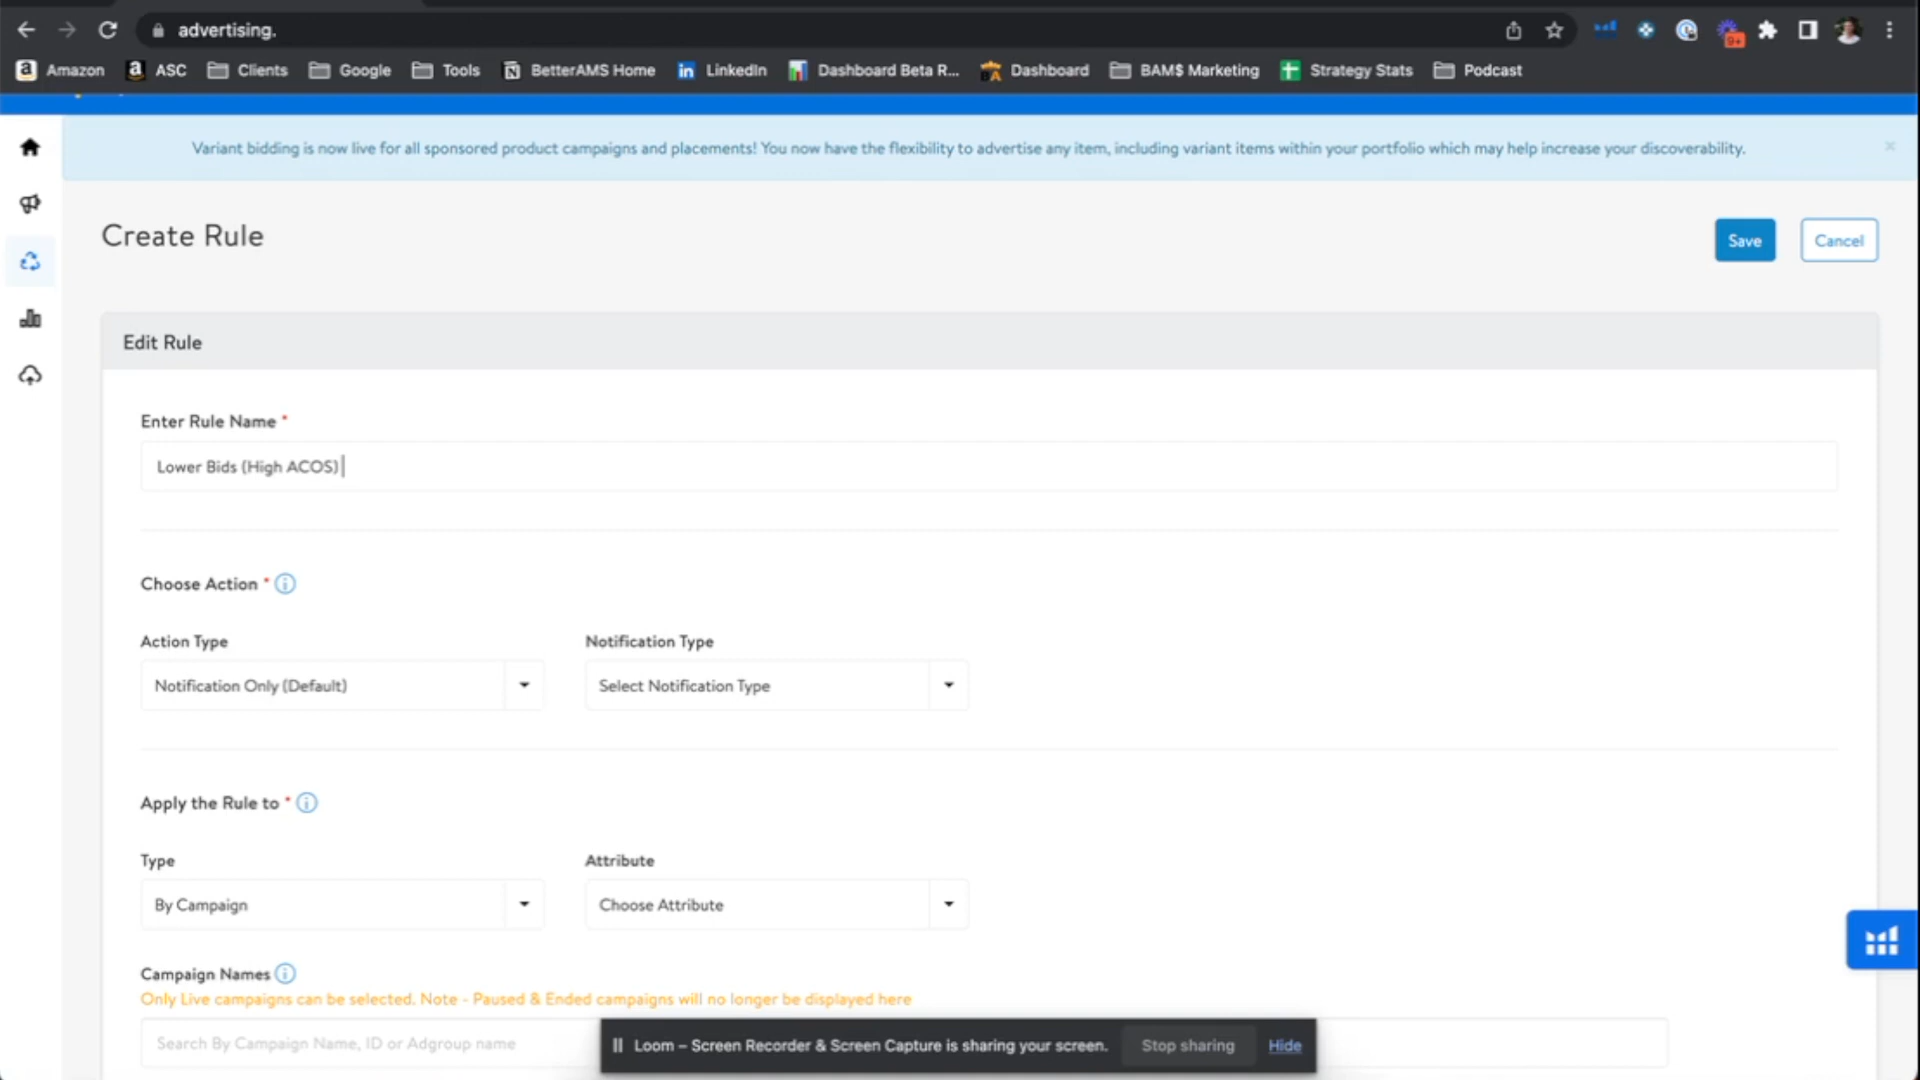 advertising.
9+
Amazon ASC Clients Google Tools BetterAMS Home LinkedIn Dashboard Beta R... Dashboard BAM$ Marketing Strategy Stats Podcast
Variant bidding is now live for all sponsored product campaigns and placements! You now have the flexibility to advertise any item, including variant items within your portfolio which may help increase your discoverability.
Create Rule
Save Cancel
Edit Rule
Enter Rule Name *
Lower Bids (High ACOS)
Choose Action *
Action Type Notification Type
Notification Only (Default) Select Notification Type
Apply the Rule to *
Type Attribute
By Campaign Choose Attribute
Campaign Names
Only Live campaigns can be selected. Note - Paused & Ended campaigns will no longer be displayed here
Search By Campaign Name, ID or Adgroup name
Loom – Screen Recorder & Screen Capture is sharing your screen. Stop sharing Hide